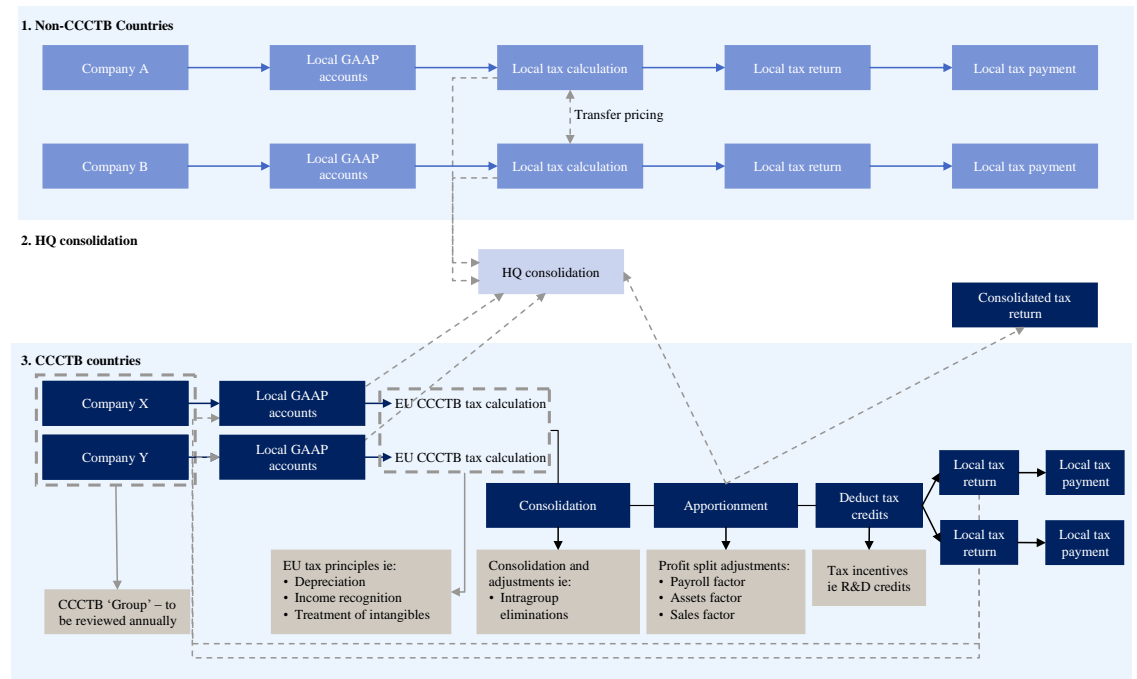 1. Non-CCCTB Countries
Company A
Local GAAP
accounts
Local tax calculation
Local tax return
Local tax payment
Transfer pricing
Company B
Local GAAP
accounts
Local tax calculation
Local tax return
Local tax payment
2. HQ consolidation
HQ consolidation
Consolidated tax
return
3. CCCTB countries
Company X
Local GAAP
accounts
EU CCCTB tax calculation
Company Y
Local GAAP
accounts
EU CCCTB tax calculation
Consolidation
Apportionment
Deduct tax
credits
Local tax
return
Local tax
payment
Local tax
return
Local tax
payment
CCCTB ‘Group’ – to
be reviewed annually
EU tax principles ie:
• Depreciation
• Income recognition
• Treatment of intangibles
Consolidation and
adjustments ie:
• Intragroup
eliminations
Profit split adjustments:
• Payroll factor
• Assets factor
• Sales factor
Tax incentives
ie R&D credits